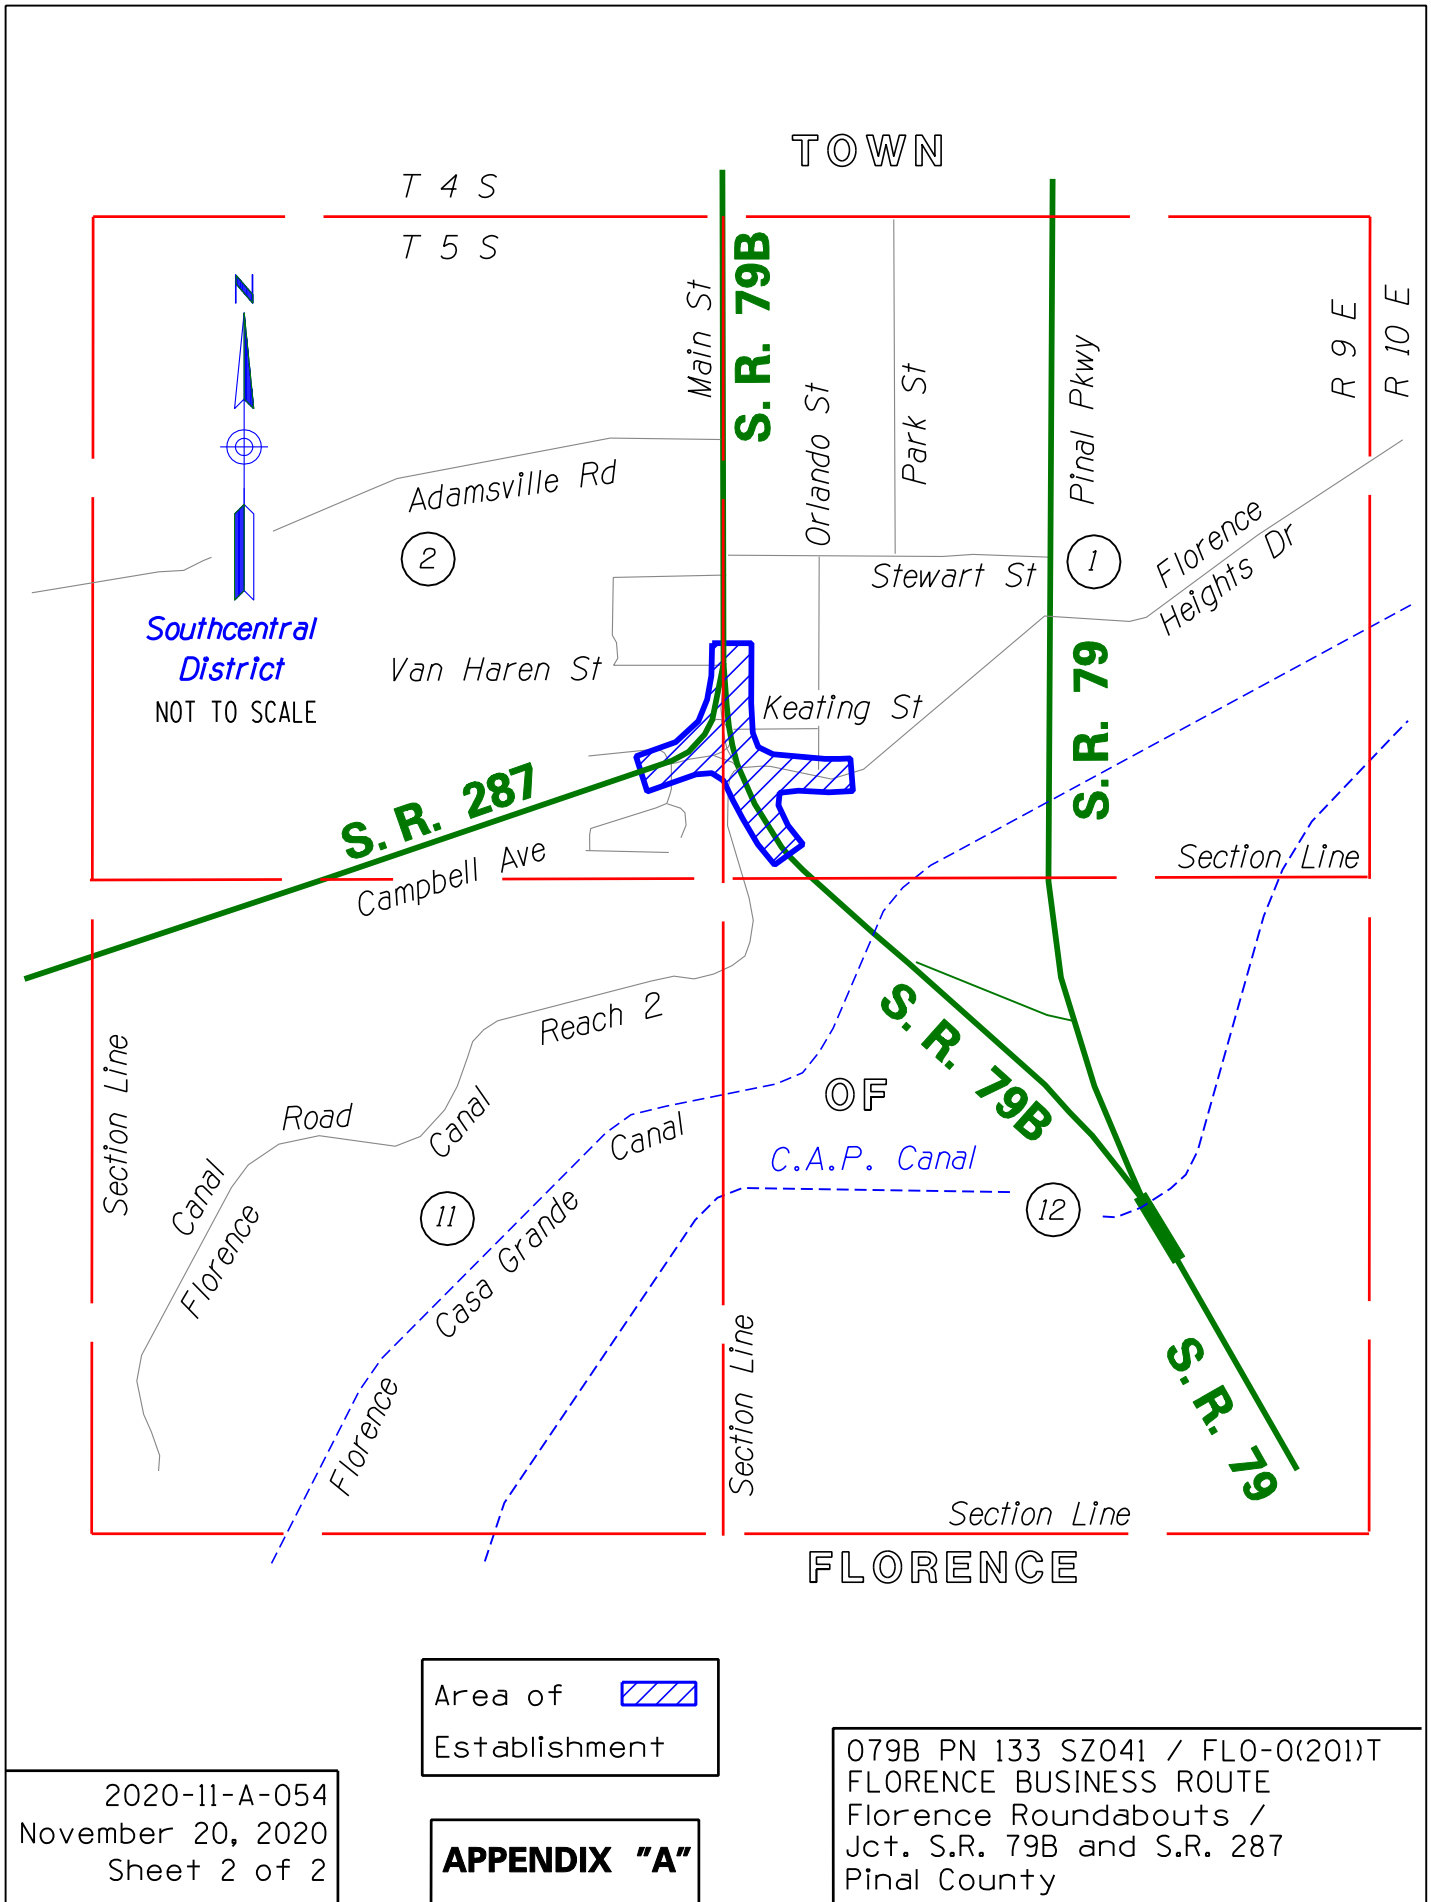 TOWN
T 4 S
T 5 S
N
Main St
S. R. 79B
Orlando St
Park St
Pinal Pkwy
R 9 E
R 10 E
Adamsville Rd
2
1
Stewart St
Florence
Heights Dr
Southcentral
District
NOT TO SCALE
Van Haren St
Keating St
S. R. 79
S. R. 287
Campbell Ave
Section Line
Reach 2
S. R. 79B
Section Line
Road
Canal
OF
Canal
C.A.P. Canal
Canal
Florence
11
12
Casa Grande
Florence
Section Line
S. R. 79
Section Line
FLORENCE
Area of
Establishment
2020-11-A-054
November 20, 2020
Sheet 2 of 2
APPENDIX "A"
079B PN 133 SZ041 / FLO-0(201)T
FLORENCE BUSINESS ROUTE
Florence Roundabouts /
Jct. S.R. 79B and S.R. 287
Pinal County